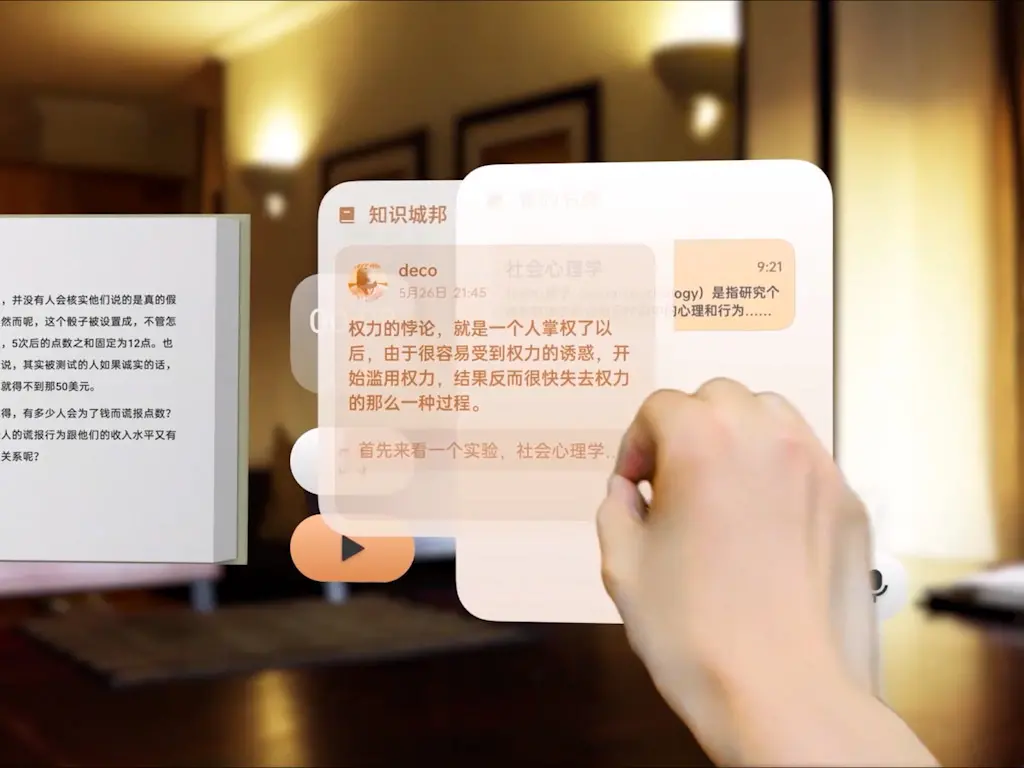 ，并没有人会核实他们说的是真的假
然而呢，这个骰子被设置成，不管怎
，5次后的点数之和固定为12点。也
说，其实被测试的人如果诚实的话，
就得不到那50美元。
得，有多少人会为了钱而谎报点数？
人的谎报行为跟他们的收入水平又有
关系呢？
知识城邦
deco
5月26日 21:45
权力的悖论，就是一个人掌权了以
后，由于很容易受到权力的诱惑，开
始滥用权力，结果反而很快失去权力
的那么一种过程。
首先来看一个实验，社会心理学…
社会心理学
9:21
ogy）是指研究个
的心理和行为……